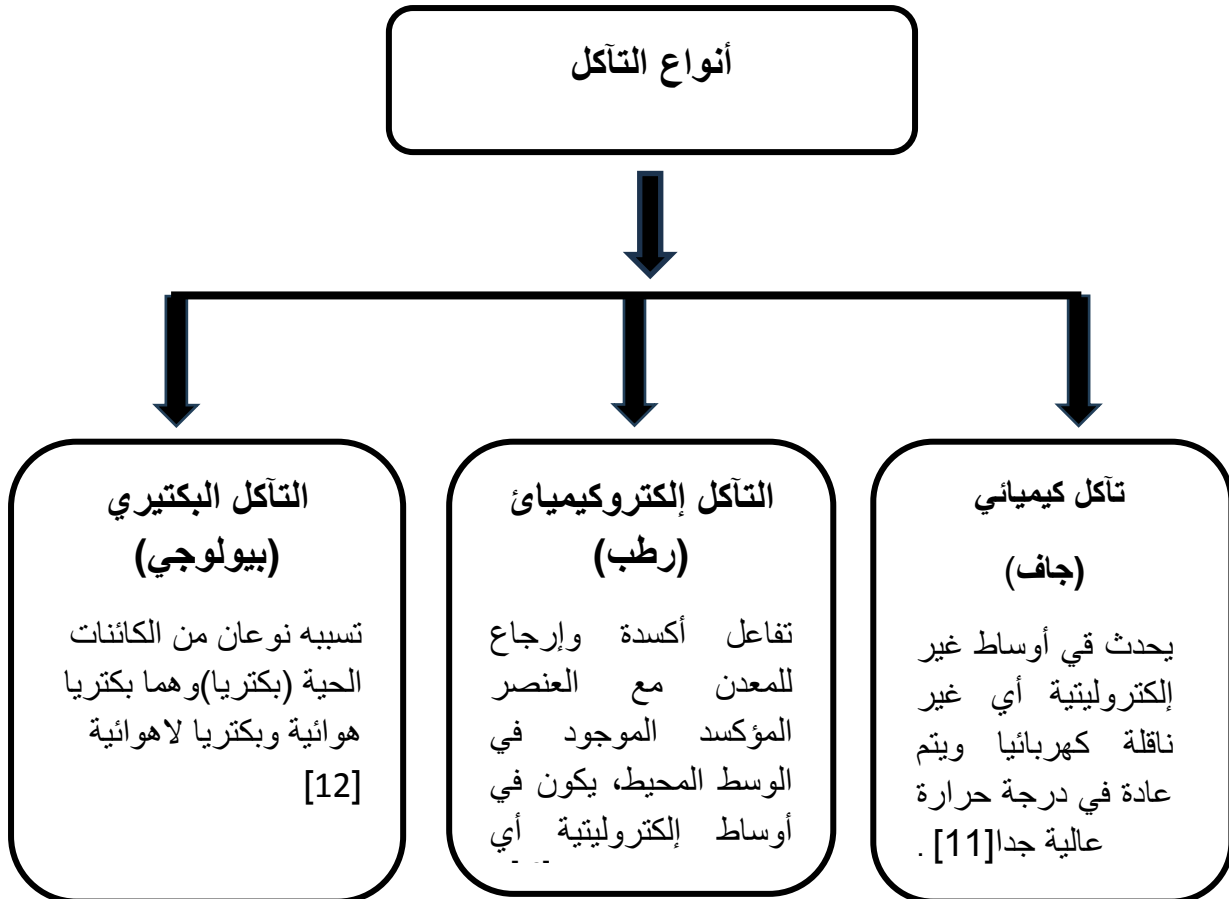 أنواع التآكل
تآكل كيميائي
(جاف)
يحدث قي أوساط غير
إلكتروليتية أي غير
ناقلة كهربائيا ويتم
عادة في درجة حرارة
عالية جدا[11] .
التآكل إلكتروكيميائ
(رطب)
تفاعل أكسدة وإرجاع
للمعدن مع العنصر
المؤكسد الموجود في
الوسط المحيط، يكون في
أوساط إلكتروليتية أي
التآكل البكتيري
(بيولوجي)
تسببه نوعان من الكائنات
الحية (بكتريا)وهما بكتريا
هوائية وبكتريا لاهوائية
[12]